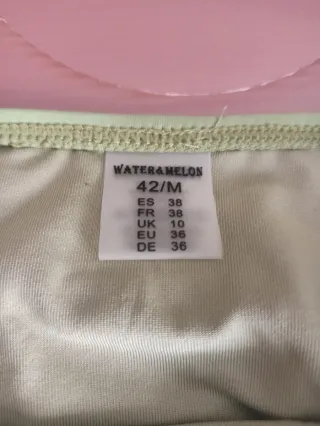 WATER&MELON
42/M
ES 38
FR 38
UK 10
EU 36
DE 36